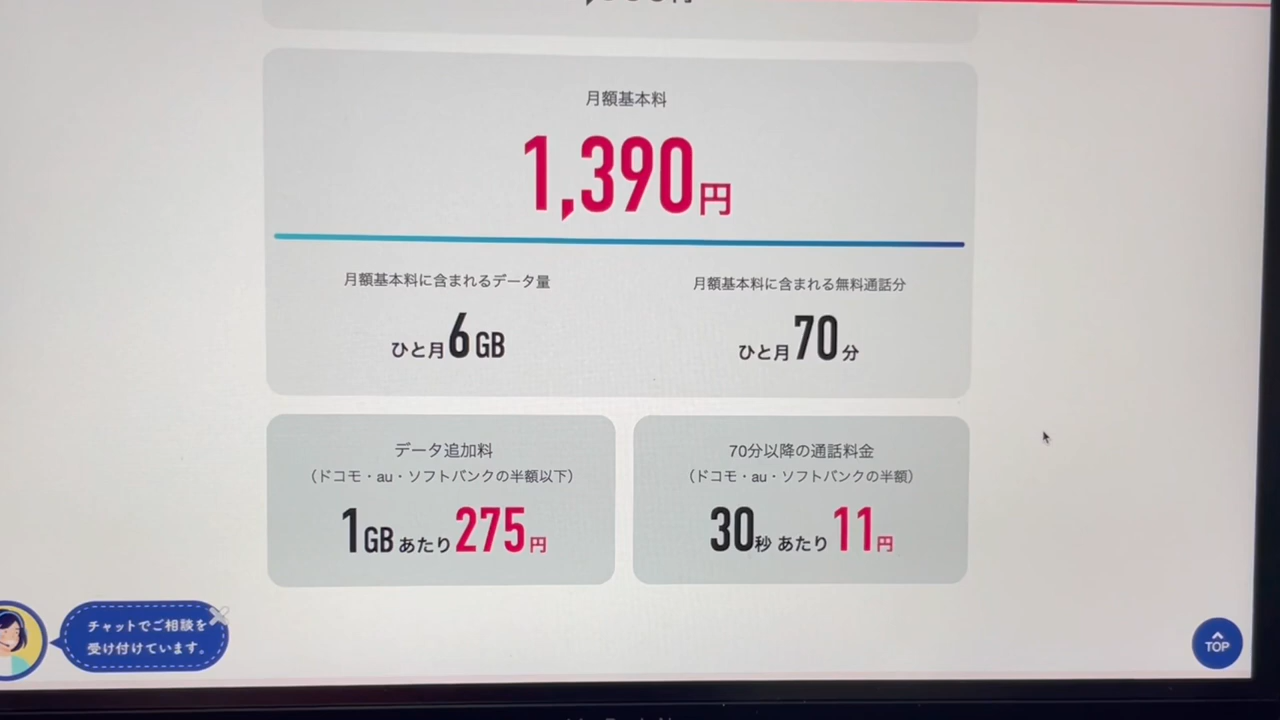 月額基本料
1,390円
月額基本料に含まれるデータ量
ひと月6GB
月額基本料に含まれる無料通話分
ひと月70分
データ追加料
（ドコモ・au・ソフトバンクの半額以下）
1GBあたり275円
70分以降の通話料金
（ドコモ・au・ソフトバンクの半額）
30秒あたり11円
チャットでご相談を
受け付けています。
TOP